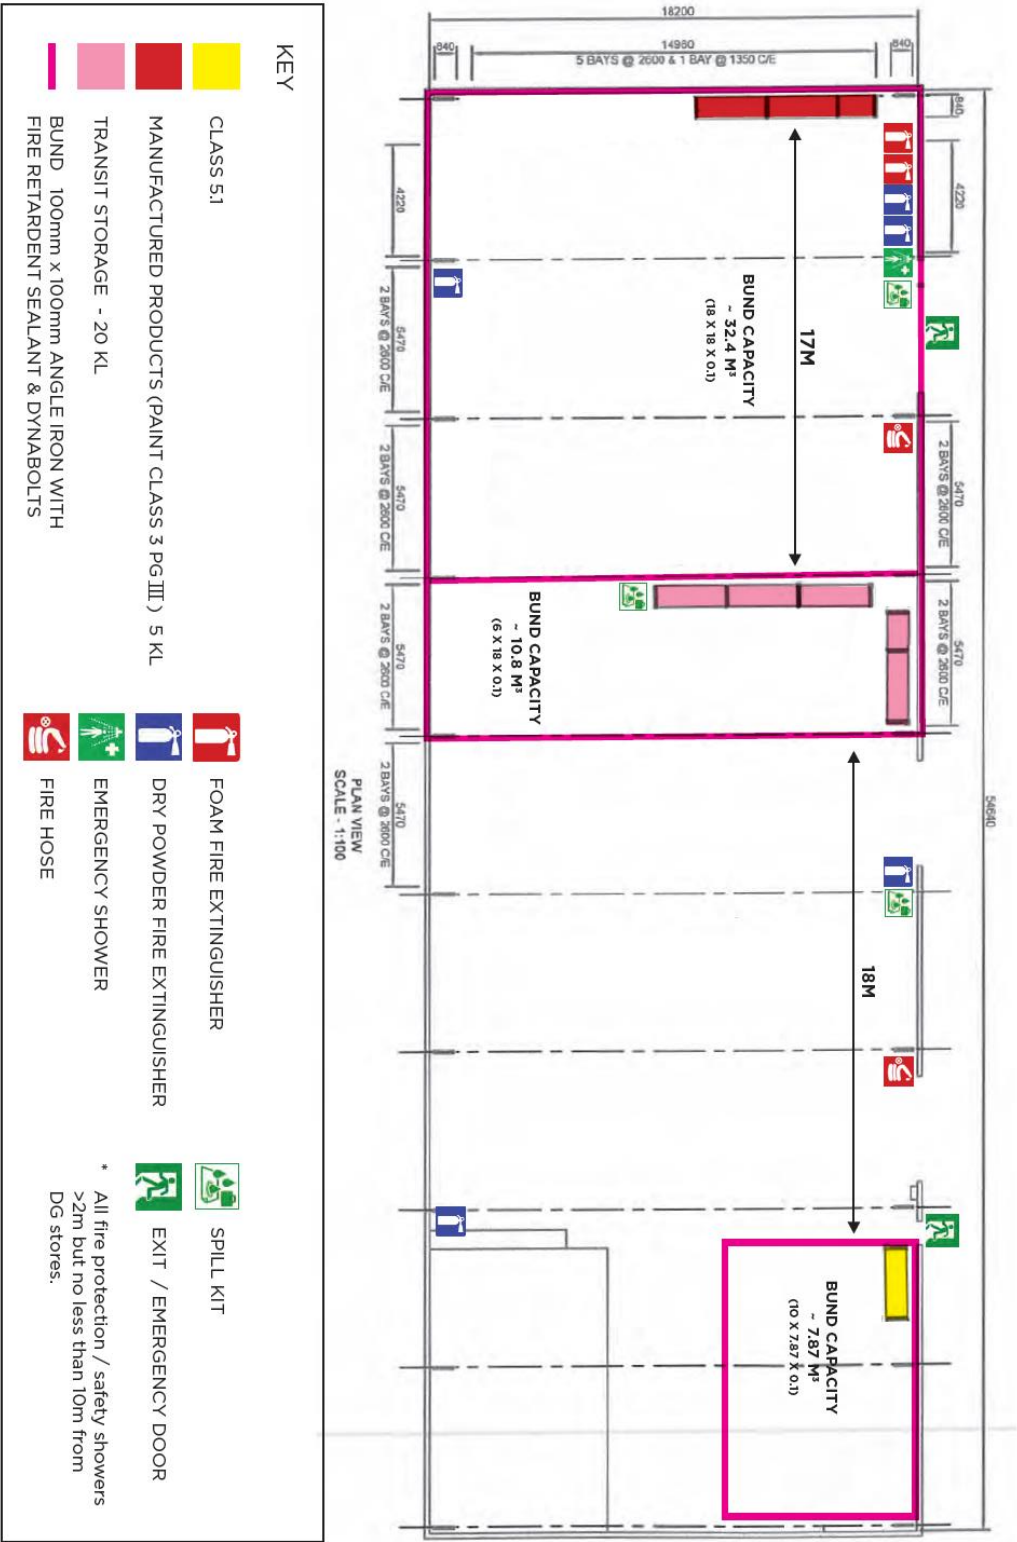 18200
840
14960
840
5 BAYS @ 2600 & 1 BAY @ 1350 C/E
840
4220
4220
BUND CAPACITY
~ 32.4 M³
(18 X 18 X 0.1)
17M
5470
2 BAYS @ 2600 C/E
5470
2 BAYS @ 2600 C/E
5470
2 BAYS @ 2600 C/E
5470
2 BAYS @ 2600 C/E
5470
2 BAYS @ 2600 C/E
BUND CAPACITY
~ 10.8 M³
(6 X 18 X 0.1)
5470
2 BAYS @ 2600 C/E
PLAN VIEW
SCALE - 1:100
54640
18M
BUND CAPACITY
~ 7.87 M³
(10 X 7.87 X 0.1)
KEY
CLASS 5.1
MANUFACTURED PRODUCTS (PAINT CLASS 3 PG III ) 5 KL
TRANSIT STORAGE - 20 KL
BUND 100mm x 100mm ANGLE IRON WITH
FIRE RETARDENT SEALANT & DYNABOLTS
FOAM FIRE EXTINGUISHER
DRY POWDER FIRE EXTINGUISHER
EMERGENCY SHOWER
FIRE HOSE
SPILL KIT
EXIT / EMERGENCY DOOR
* All fire protection / safety showers
>2m but no less than 10m from
DG stores.